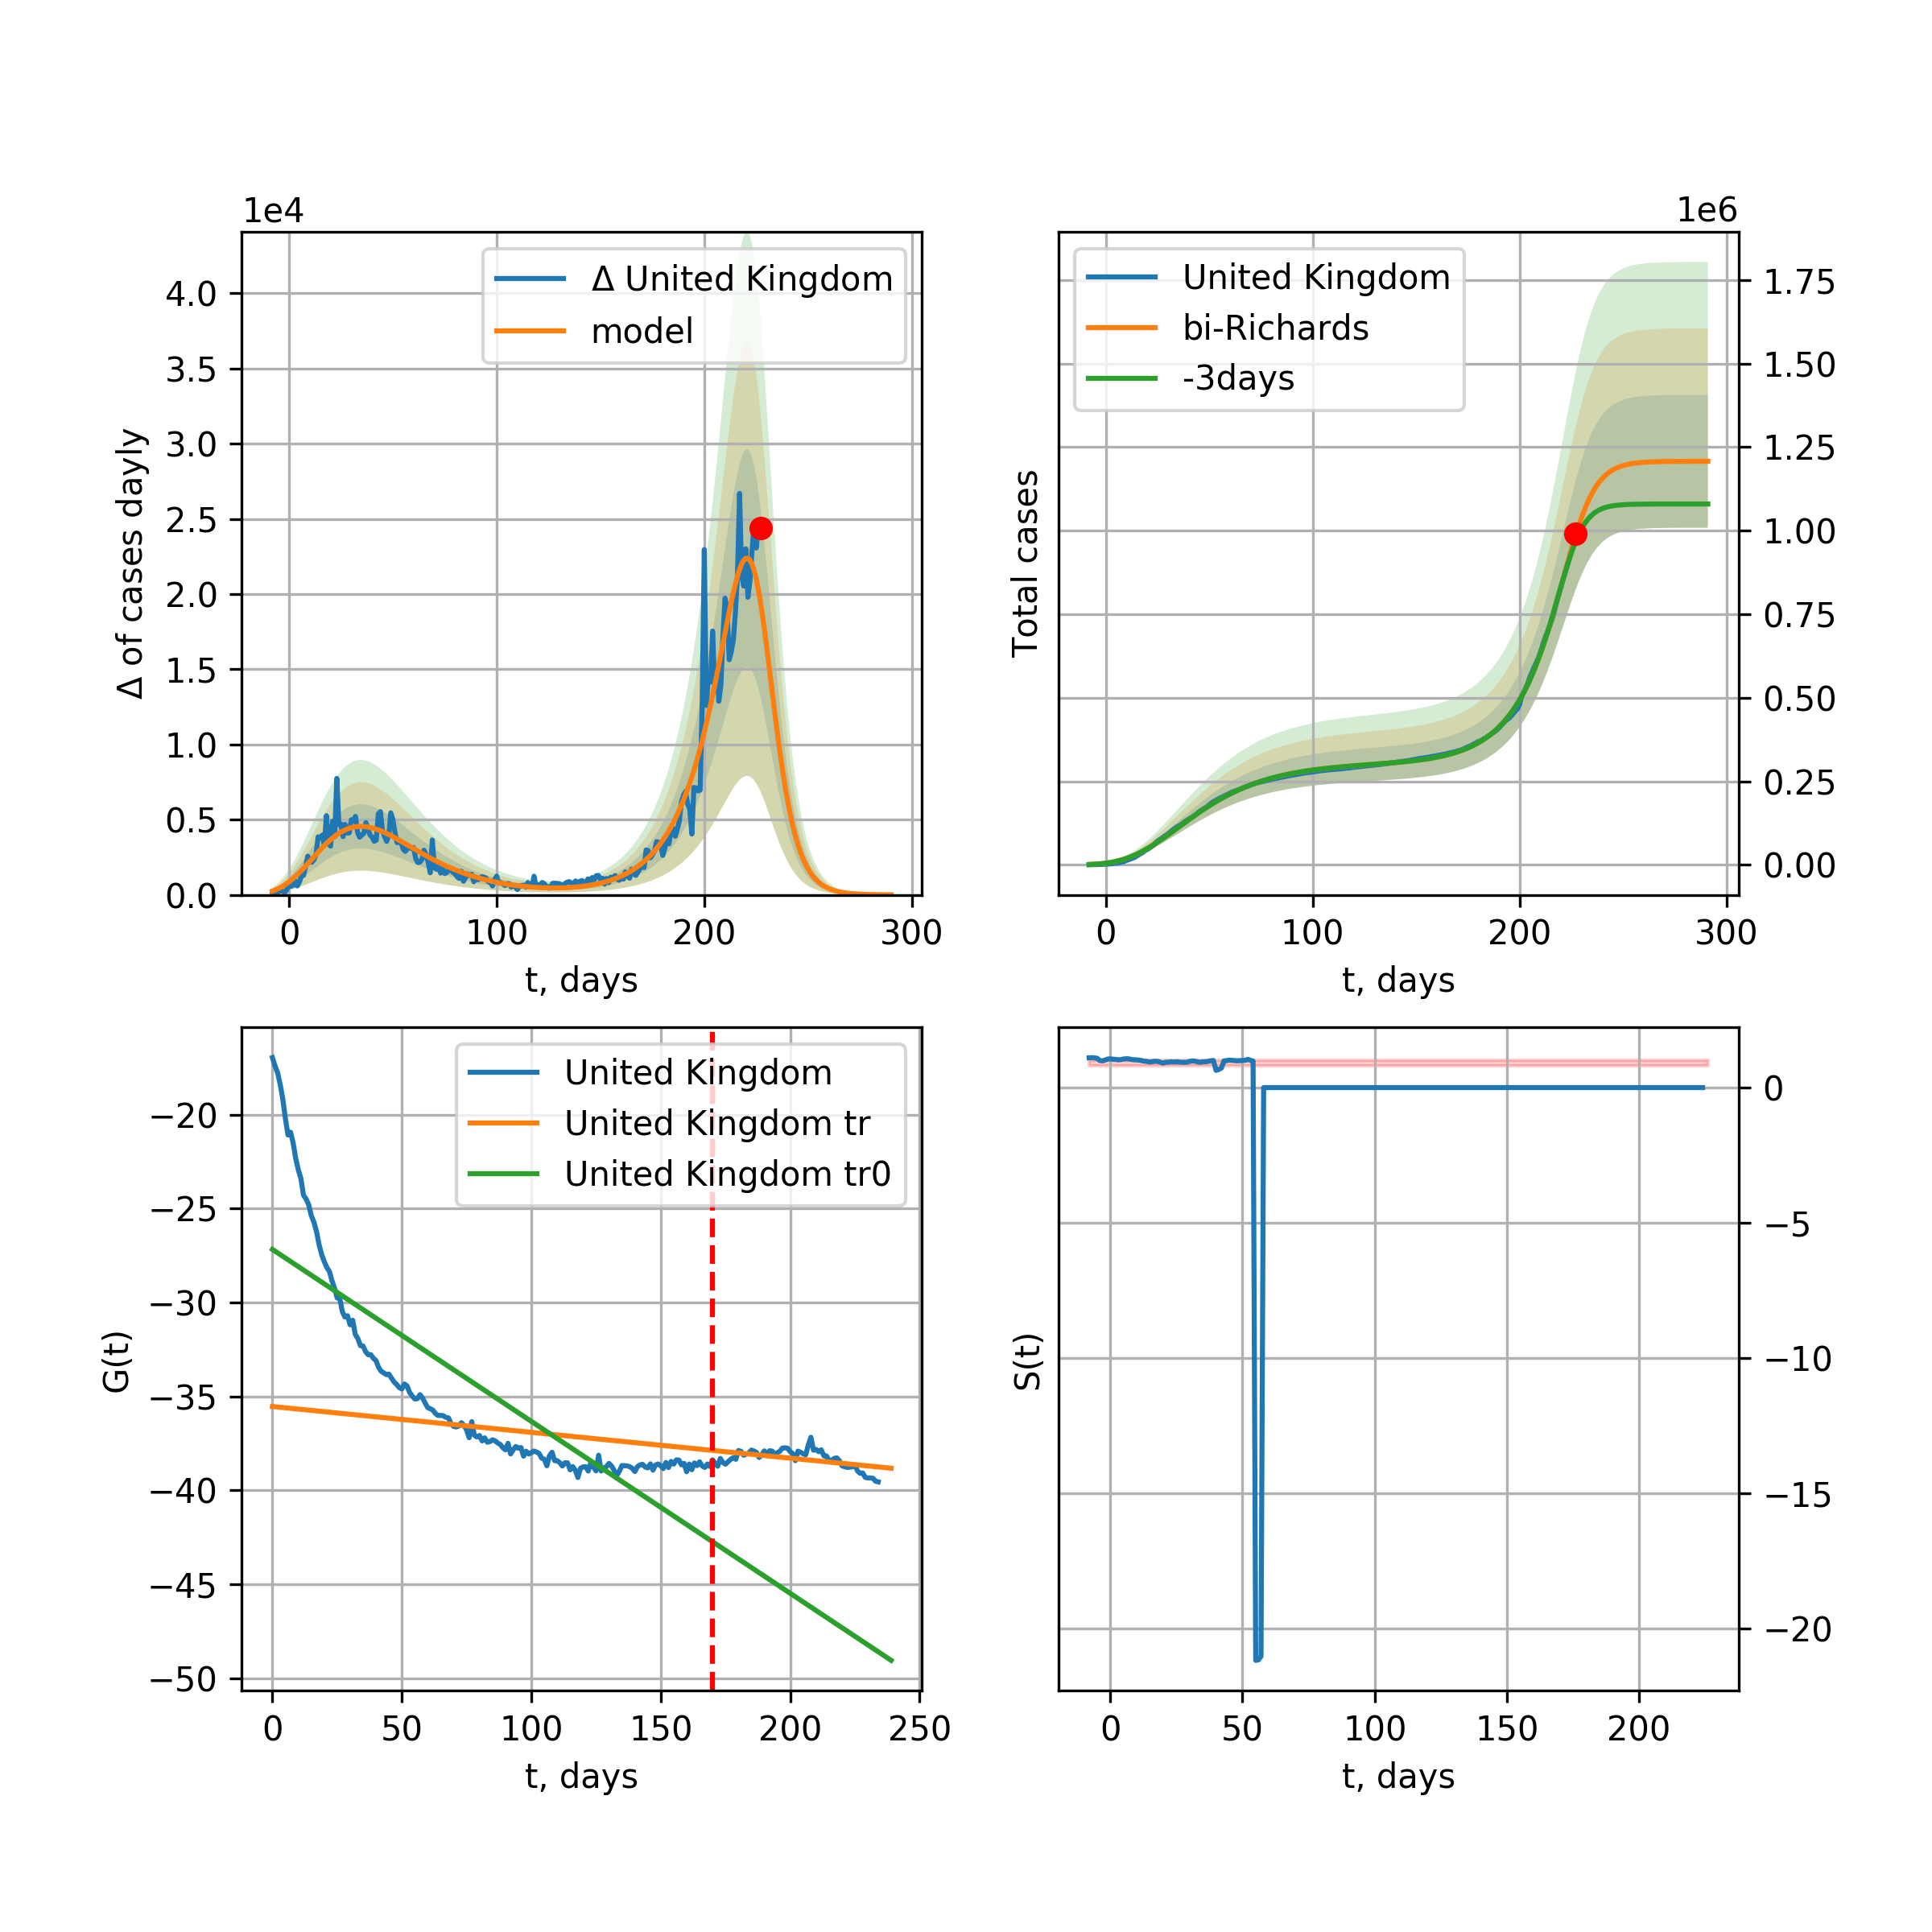 1e4
Δ United Kingdom
model
4.0
3.5
3.0
2.5
2.0
1.5
1.0
0.5
0.0
Δ of cases dayly
0 100 200 300
t, days
1e6
United Kingdom
bi-Richards
-3days
1.75
1.50
1.25
1.00
0.75
0.50
0.25
0.00
Total cases
0 100 200 300
t, days
United Kingdom
United Kingdom tr
United Kingdom tr0
−20
−25
−30
−35
−40
−45
−50
G(t)
0 50 100 150 200 250
t, days
0
−5
−10
−15
−20
S(t)
0 50 100 150 200
t, days